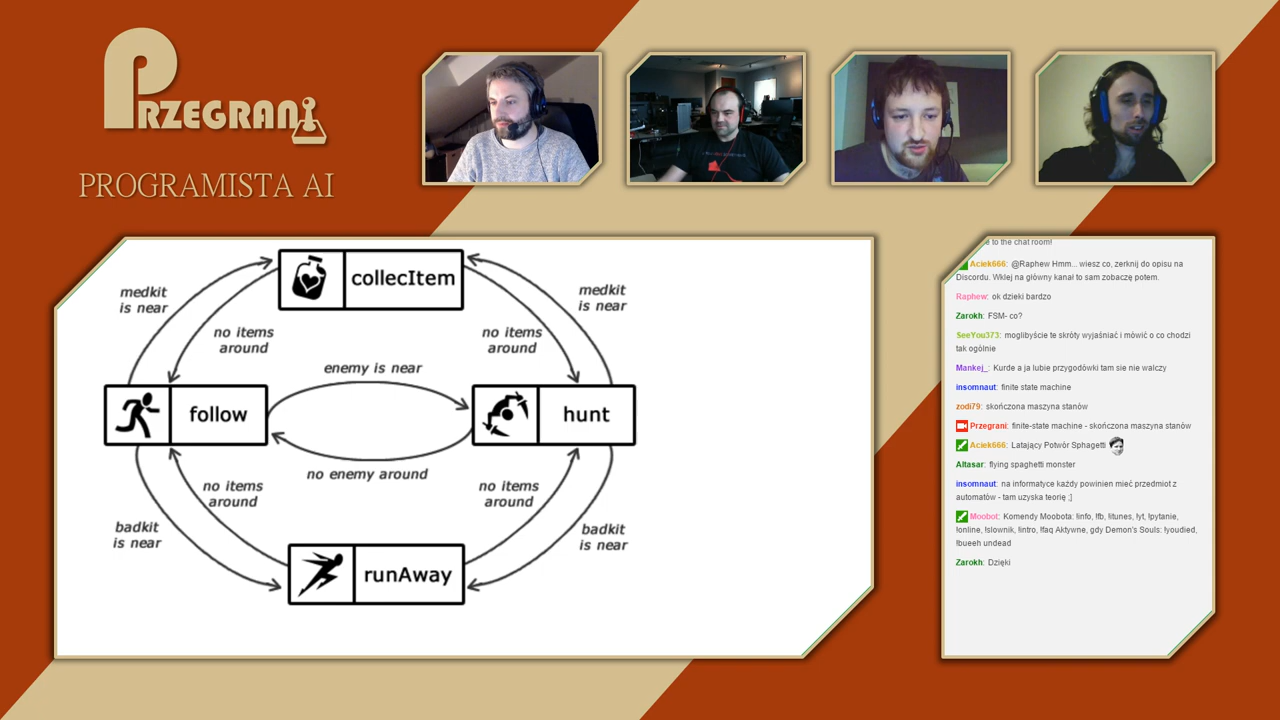 PRZEGRANi
PROGRAMISTA AI
collecItem
medkit
is near
no items
around
no items
around
medkit
is near
enemy is near
follow
hunt
no enemy around
no items
around
no items
around
badkit
is near
badkit
is near
runAway
e to the chat room!
Aciek666: @Raphew Hmm... wiesz co, zerknij do opisu na
Discordu. Wklej na główny kanał to sam zobaczę potem.
Raphew: ok dzieki bardzo
Zarokh: FSM- co?
SeeYou373: moglibyście te skróty wyjaśniać i mówić o co chodzi
tak ogólnie
Mankej_: Kurde a ja lubie przygodówki tam sie nie walczy
insomnaut: finite state machine
zodi79: skończona maszyna stanów
Przegrani: finite-state machine - skończona maszyna stanów
Aciek666: Latający Potwór Sphagetti
Altasar: flying spaghetti monster
insomnaut: na informatyce każdy powinien mieć przedmiot z
automatów - tam uzyska teorię ;]
Moobot: Komendy Moobota: !info, !fb, !itunes, !yt, !pytanie,
!online, !slownik, !intro, !faq Aktywne, gdy Demon's Souls: !youdied,
!bueeh undead
Zarokh: Dzięki